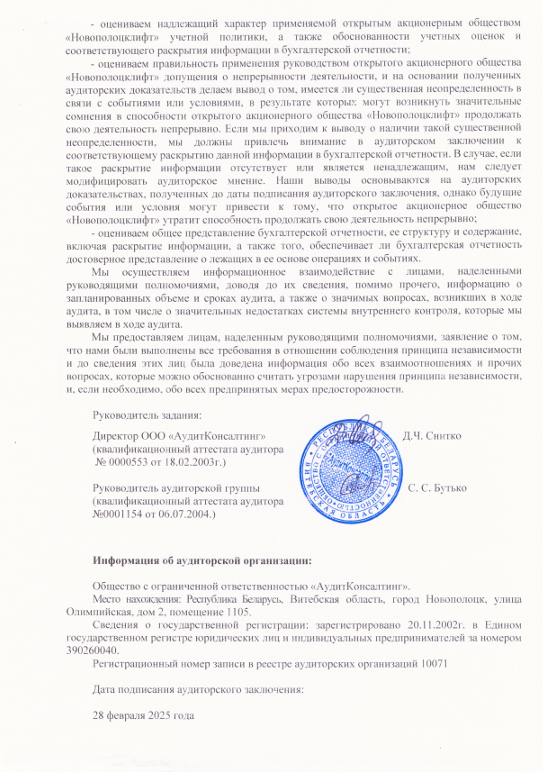 - оцениваем надлежащий характер применяемой открытым акционерным обществом
«Новополоцклифт» учетной политики, а также обоснованности учетных оценок и
соответствующего раскрытия информации в бухгалтерской отчетности;
- оцениваем правильность применения руководством открытого акционерного общества
«Новополоцклифт» допущения о непрерывности деятельности, и на основании полученных
аудиторских доказательств делаем вывод о том, имеется ли существенная неопределенность в
связи с событиями или условиями, в результате которых могут возникнуть значительные
сомнения в способности открытого акционерного общества «Новополоцклифт» продолжать
свою деятельность непрерывно. Если мы приходим к выводу о наличии такой существенной
неопределенности, мы должны привлечь внимание в аудиторском заключении к
соответствующему раскрытию данной информации в бухгалтерской отчетности. В случае, если
такое раскрытие информации отсутствует или является ненадлежащим, нам следует
модифицировать аудиторское мнение. Наши выводы основываются на аудиторских
доказательствах, полученных до даты подписания аудиторского заключения, однако будущие
события или условия могут привести к тому, что открытое акционерное общество
«Новополоцклифт» утратит способность продолжать свою деятельность непрерывно;
- оцениваем общее представление бухгалтерской отчетности, ее структуру и содержание,
включая раскрытие информации, а также того, обеспечивает ли бухгалтерская отчетность
достоверное представление о лежащих в ее основе операциях и событиях.
Мы осуществляем информационное взаимодействие с лицами, наделенными
руководящими полномочиями, доводя до их сведения, помимо прочего, информацию о
запланированных объеме и сроках аудита, а также о значимых вопросах, возникших в ходе
аудита, в том числе о значительных недостатках системы внутреннего контроля, которые мы
выявляем в ходе аудита.
Мы предоставляем лицам, наделенным руководящими полномочиями, заявление о том,
что нами были выполнены все требования в отношении соблюдения принципа независимости
и до сведения этих лиц была доведена информация обо всех взаимоотношениях и прочих
вопросах, которые можно обоснованно считать угрозами нарушения принципа независимости,
и, если необходимо, обо всех предпринятых мерах предосторожности.
Руководитель задания:
Директор ООО «АудитКонсалтинг» Д.Ч. Снитко
(квалификационный аттестат аудитора
№ 0000553 от 18.02.2003г.)
Руководитель аудиторской группы С. С. Бутько
(квалификационный аттестата аудитора
№0001154 от 06.07.2004.)
РЕСПУБЛИКА БЕЛАРУСЬ
Информация об аудиторской организации:
Общество с ограниченной ответственностью «АудитКонсалтинг».
Место нахождения: Республика Беларусь, Витебская область, город Новополоцк, улица
Олимпийская, дом 2, помещение 1105.
Сведения о государственной регистрации: зарегистрировано 20.11.2002г. в Едином
государственном регистре юридических лиц и индивидуальных предпринимателей за номером
390260040.
Регистрационный номер записи в реестре аудиторских организаций 10071
Дата подписания аудиторского заключения:
28 февраля 2025 года